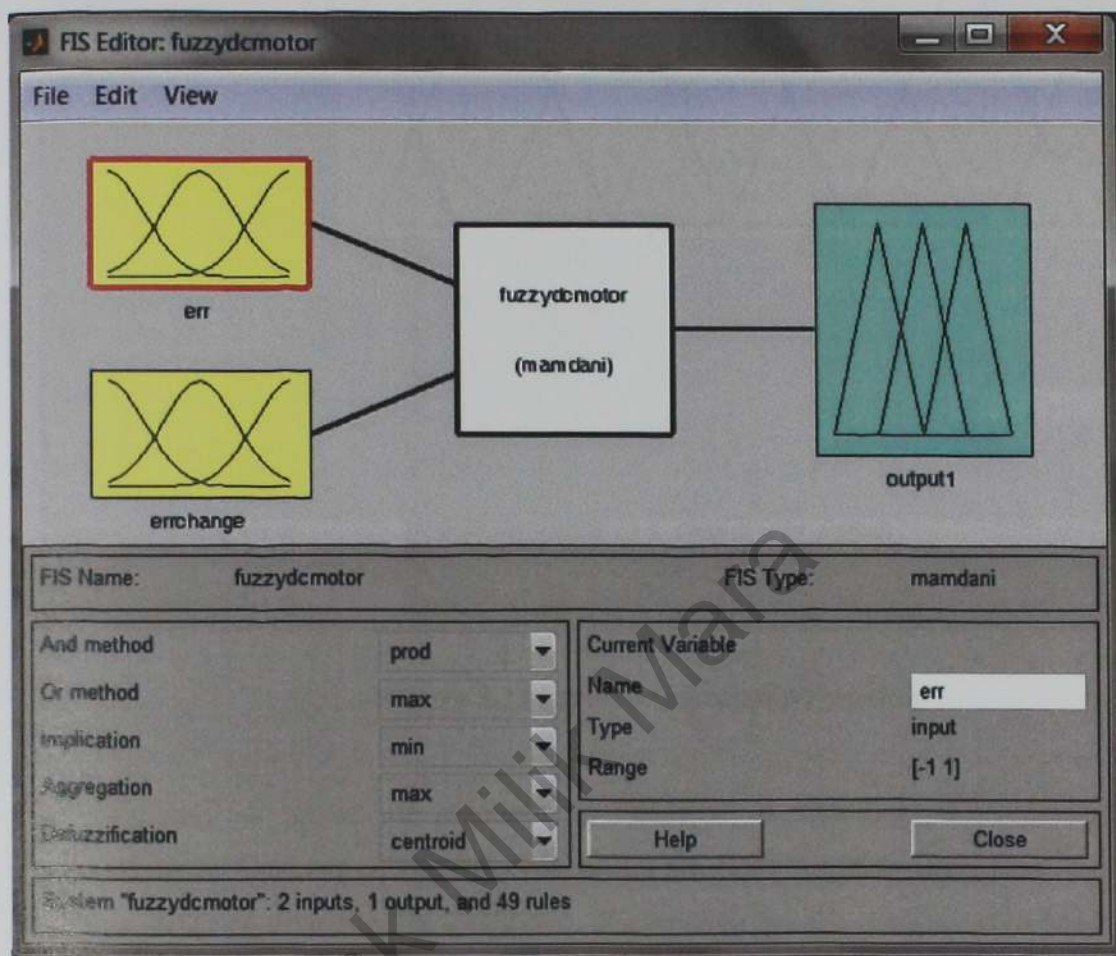 FIS Editor: fuzzydcmotor
File Edit View
err
fuzzydcmotor
(mamdani)
output1
errchange
FIS Name: fuzzydcmotor FIS Type: mamdani
And method prod
Or method max
Implication min
Aggregation max
Defuzzification centroid
Current Variable
Name err
Type input
Range [-1 1]
Help Close
System "fuzzydcmotor": 2 inputs, 1 output, and 49 rules
k Milik Mara